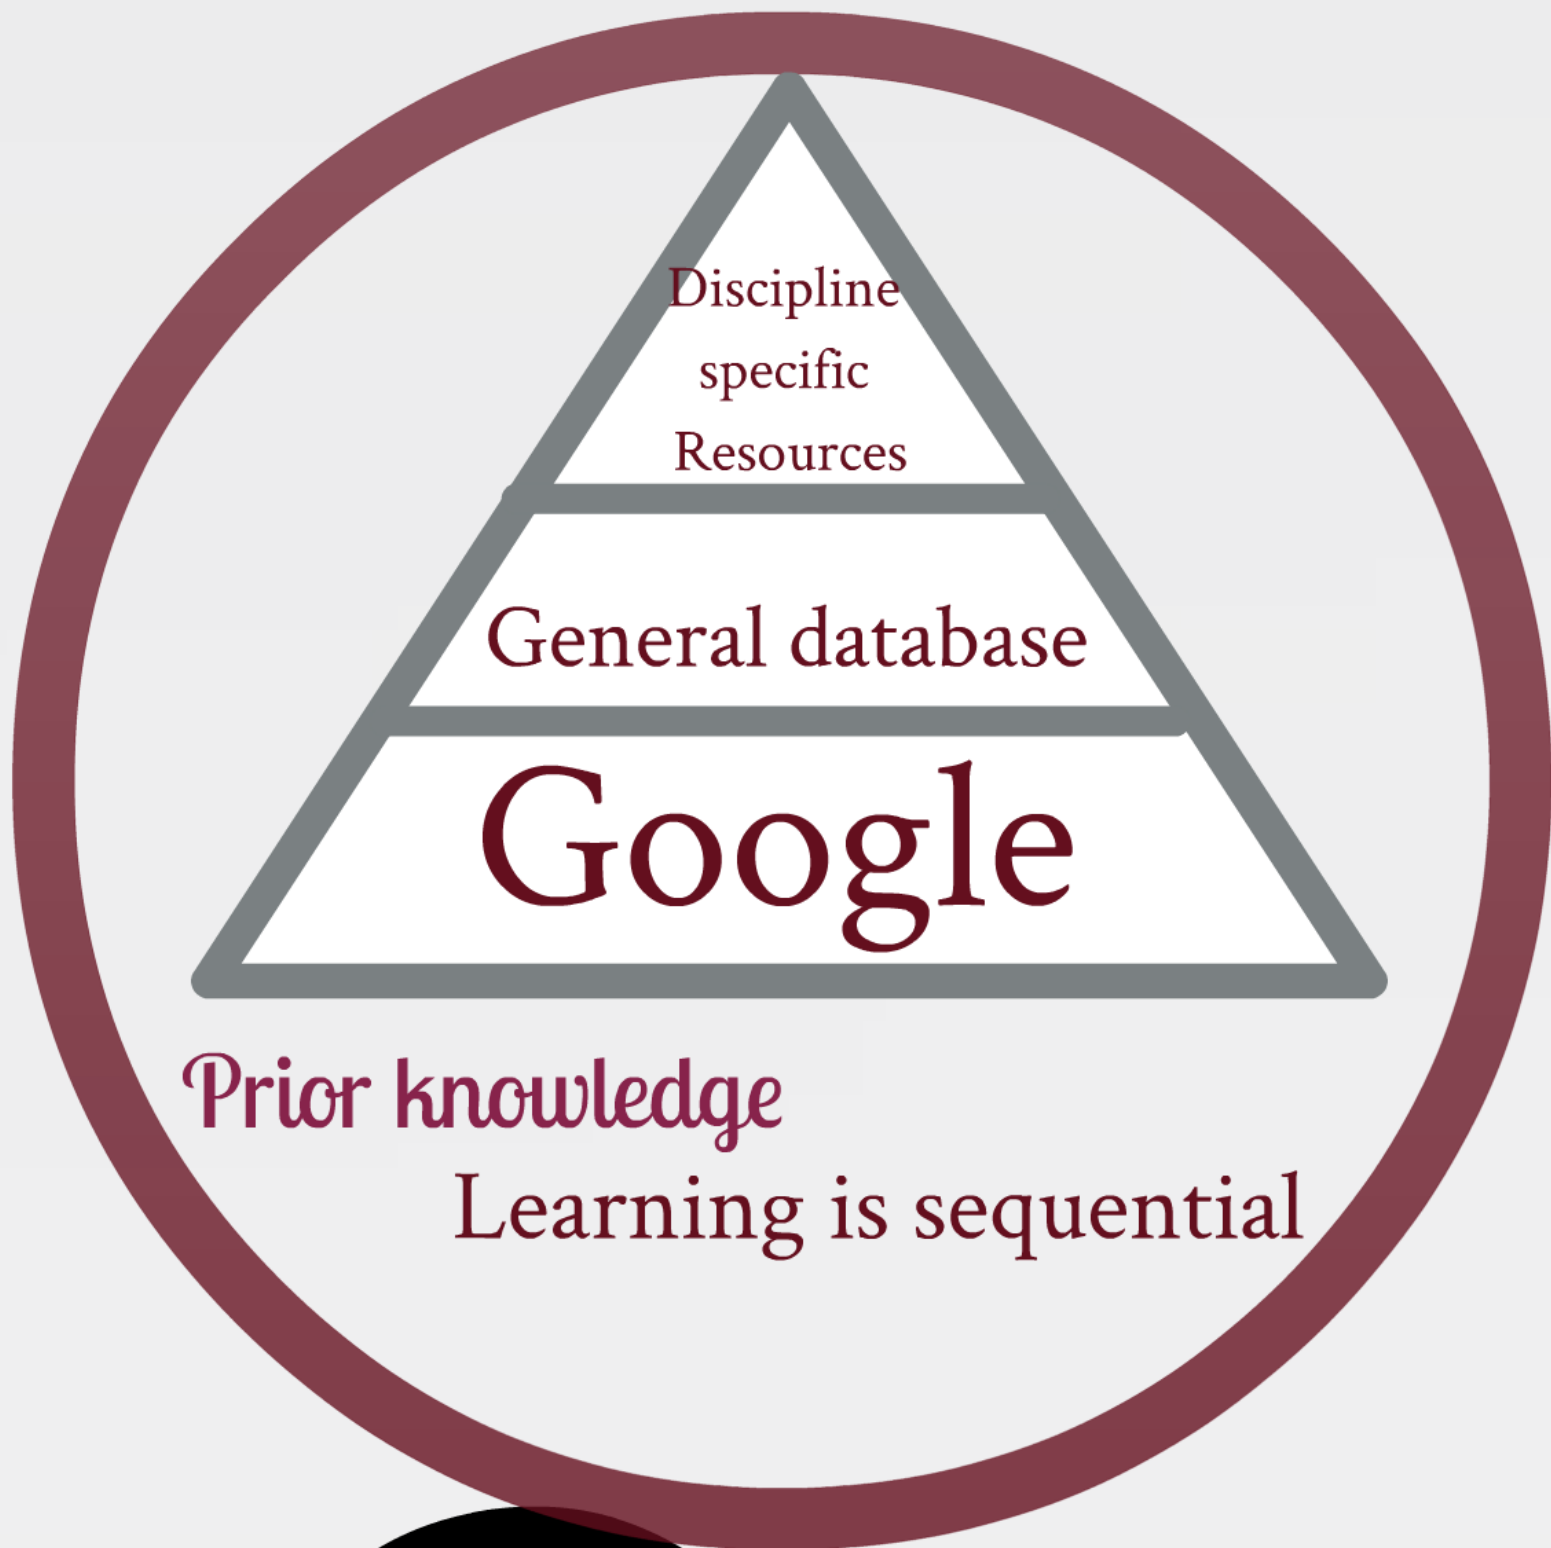 Discipline
specific
Resources
General database
Google
Prior knowledge
Learning is sequential